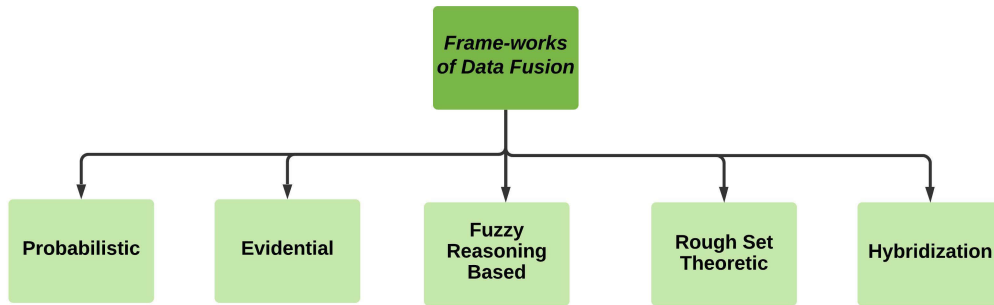 Frame-works
of Data Fusion
Probabilistic
Evidential
Fuzzy
Reasoning
Based
Rough Set
Theoretic
Hybridization